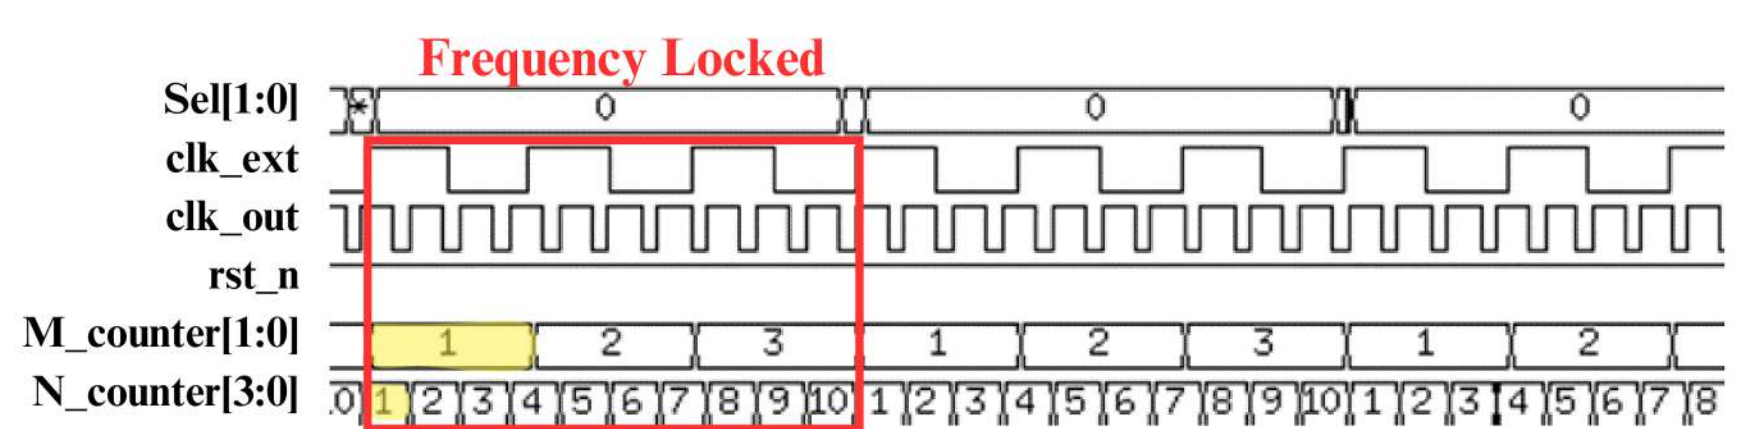 Frequency Locked
Sel[1:0] * 0 0 0
clk_ext
clk_out
rst_n
M_counter[1:0] 1 2 3 1 2 3 1 2
N_counter[3:0] .0 1 2 3 4 5 6 7 8 9 10 1 2 3 4 5 6 7 8 9 10 1 2 3 4 5 6 7 8